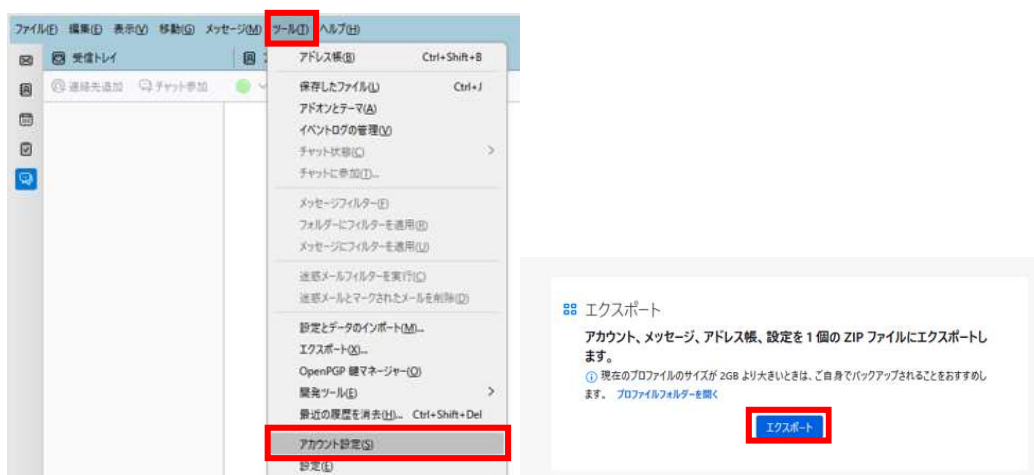 ファイル(F) 編集(E) 表示(V) 移動(G) メッセージ(M) ツール(T) ヘルプ(H)
受信トレイ
連絡先追加 チャット参加
アドレス帳(B) Ctrl+Shift+B
保存したファイル(L) Ctrl+J
アドオンとテーマ(A)
イベントログの管理(V)
チャット状態(C)
チャットに参加(T)...
メッセージフィルター(F)
フォルダーにフィルターを適用(R)
メッセージにフィルターを適用(U)
迷惑メールフィルターを実行(C)
迷惑メールとマークされたメールを削除(D)
設定とデータのインポート(M)...
エクスポート(X)...
OpenPGP 鍵マネージャー(O)
開発ツール(E)
最近の履歴を消去(H)... Ctrl+Shift+Del
アカウント設定(S)
設定(E)
エクスポート
アカウント、メッセージ、アドレス帳、設定を 1 個の ZIP ファイルにエクスポートし
ます。
現在のプロファイルのサイズが 2GB より大きいときは、ご自身でバックアップされることをおすすめし
ます。 プロファイルフォルダーを開く
エクスポート